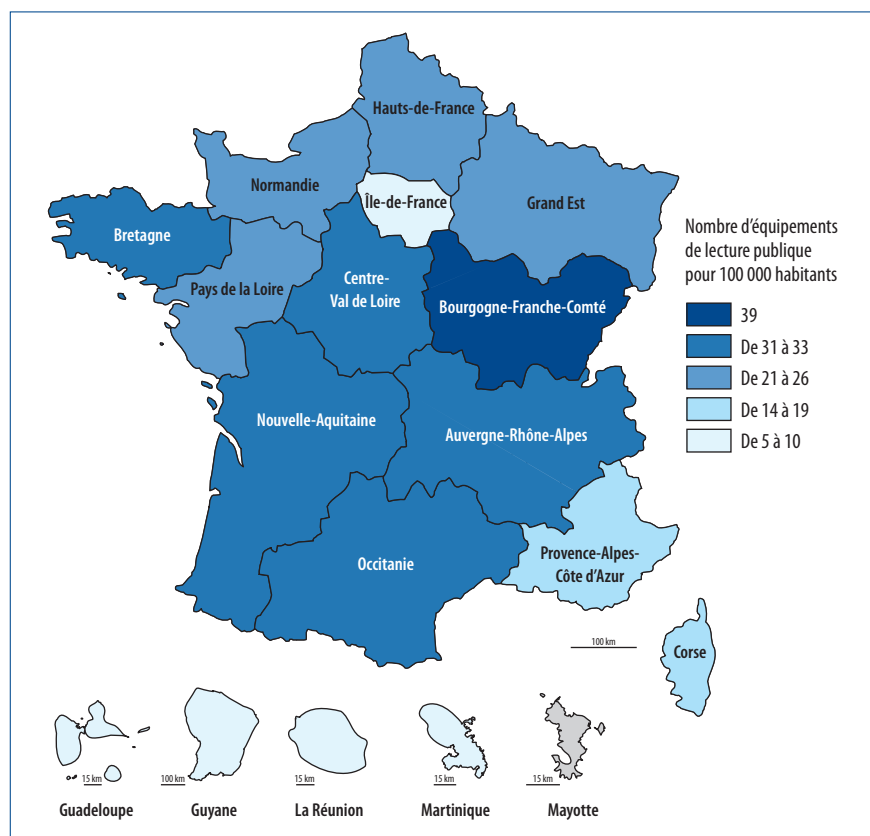 Hauts-de-France
Normandie
Île-de-France
Grand Est
Bretagne
Pays de la Loire
Centre-
Val de Loire
Bourgogne-Franche-Comté
Nouvelle-Aquitaine
Auvergne-Rhône-Alpes
Occitanie
Provence-Alpes-
Côte d’Azur
Corse
100 km
Nombre d’équipements
de lecture publique
pour 100 000 habitants
39
De 31 à 33
De 21 à 26
De 14 à 19
De 5 à 10
15 km
Guadeloupe
100 km
Guyane
15 km
La Réunion
15 km
Martinique
15 km
Mayotte